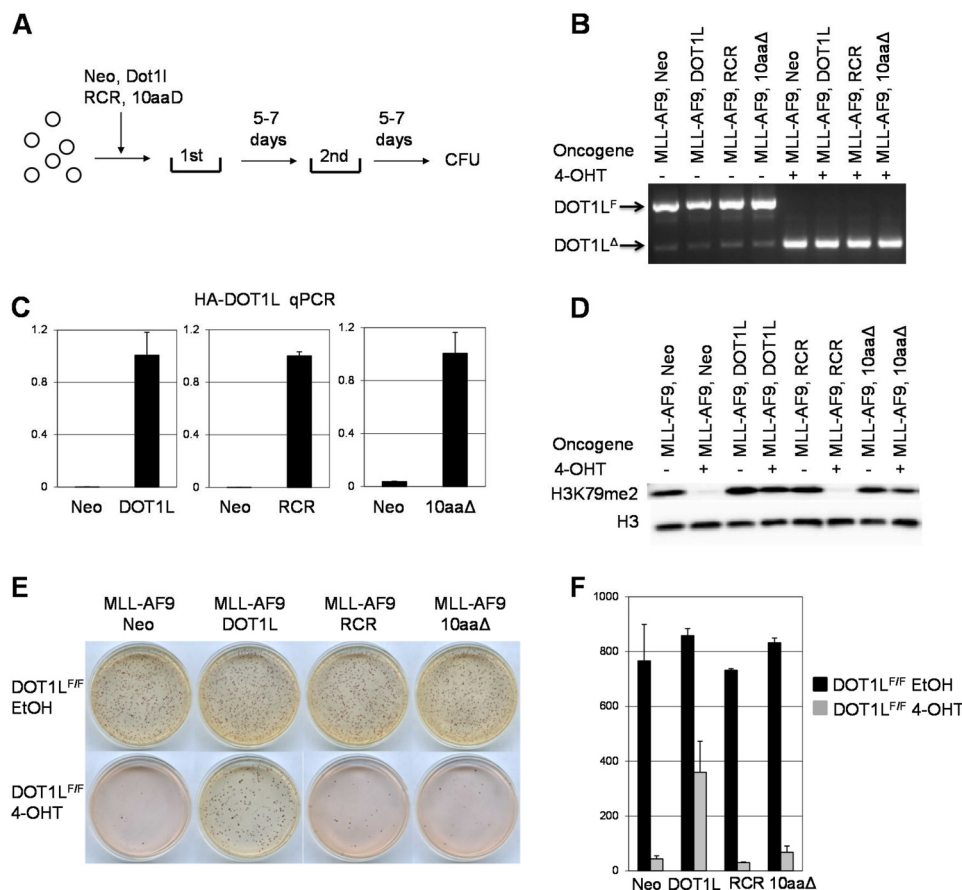 A
Neo, Dot1l
RCR, 10aaD
1st
5-7
days
2nd
5-7
days
CFU
B
MLL-AF9, Neo
MLL-AF9, DOT1L
MLL-AF9, RCR
MLL-AF9, 10aaΔ
MLL-AF9, Neo
MLL-AF9, DOT1L
MLL-AF9, RCR
MLL-AF9, 10aaΔ
Oncogene
4-OHT - - - - + + + +
DOT1L^F
DOT1L^Δ
C
HA-DOT1L qPCR
1.2
1
0.8
0.4
0
Neo DOT1L
1.2
1
0.8
0.4
0
Neo RCR
1.2
1
0.8
0.4
0
Neo 10aaΔ
D
MLL-AF9, Neo
MLL-AF9, Neo
MLL-AF9, DOT1L
MLL-AF9, DOT1L
MLL-AF9, RCR
MLL-AF9, RCR
MLL-AF9, 10aaΔ
MLL-AF9, 10aaΔ
Oncogene
4-OHT - + - + - + - +
H3K79me2
H3
E
MLL-AF9
Neo
MLL-AF9
DOT1L
MLL-AF9
RCR
MLL-AF9
10aaΔ
DOT1L^F/F
EtOH
DOT1L^F/F
4-OHT
F
1000
800
600
400
200
0
Neo DOT1L RCR 10aaΔ
DOT1L^F/F EtOH
DOT1L^F/F 4-OHT